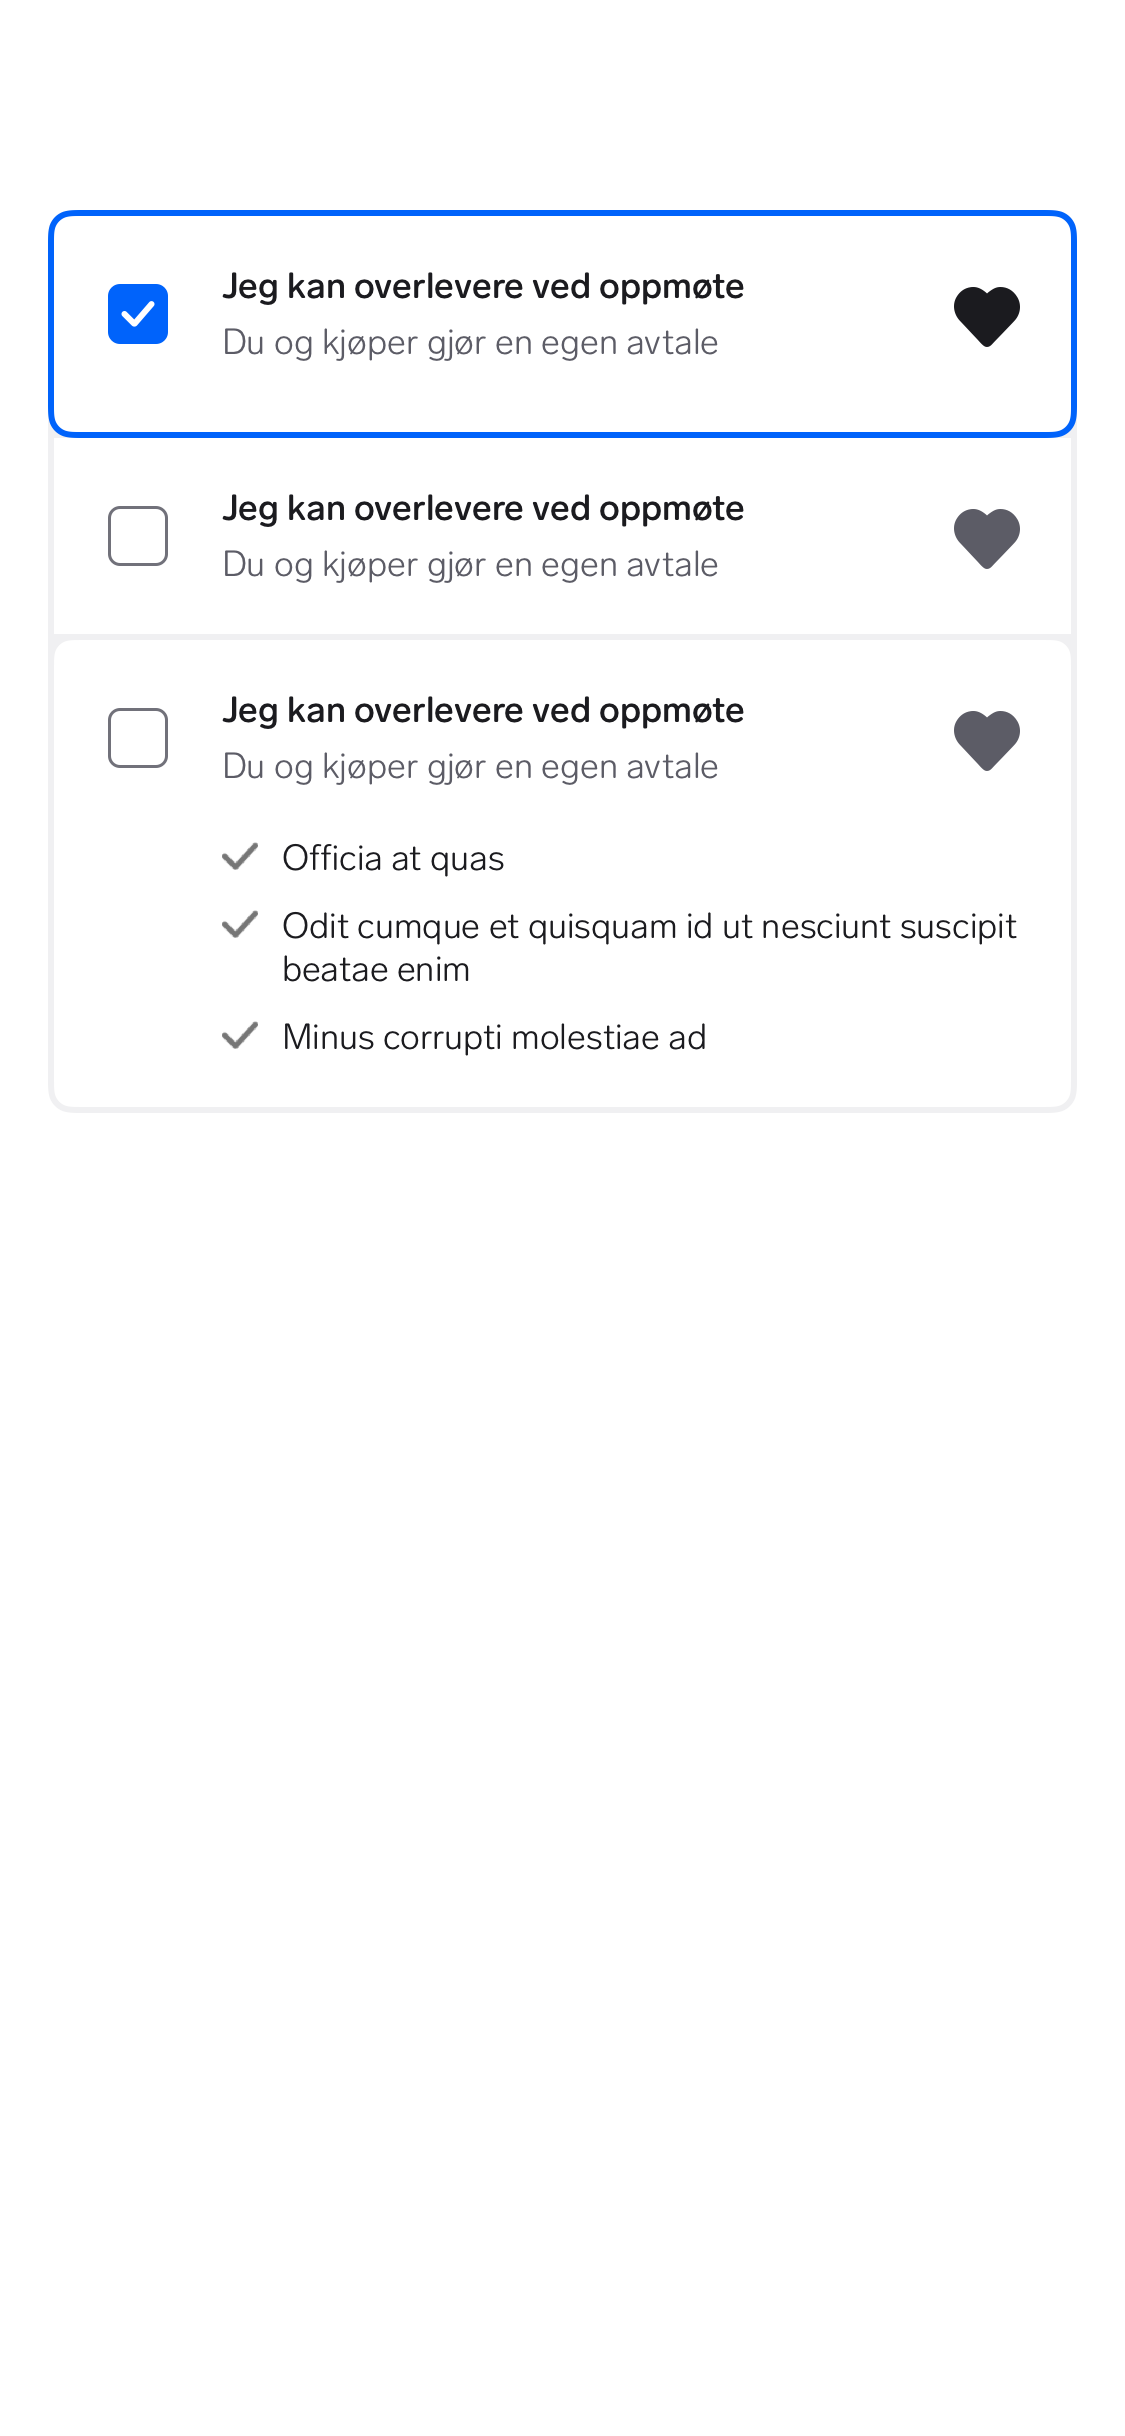 Jeg kan overlevere ved oppmøte
Du og kjøper gjør en egen avtale
Jeg kan overlevere ved oppmøte
Du og kjøper gjør en egen avtale
Jeg kan overlevere ved oppmøte
Du og kjøper gjør en egen avtale
Officia at quas
Odit cumque et quisquam id ut nesciunt suscipit
beatae enim
Minus corrupti molestiae ad